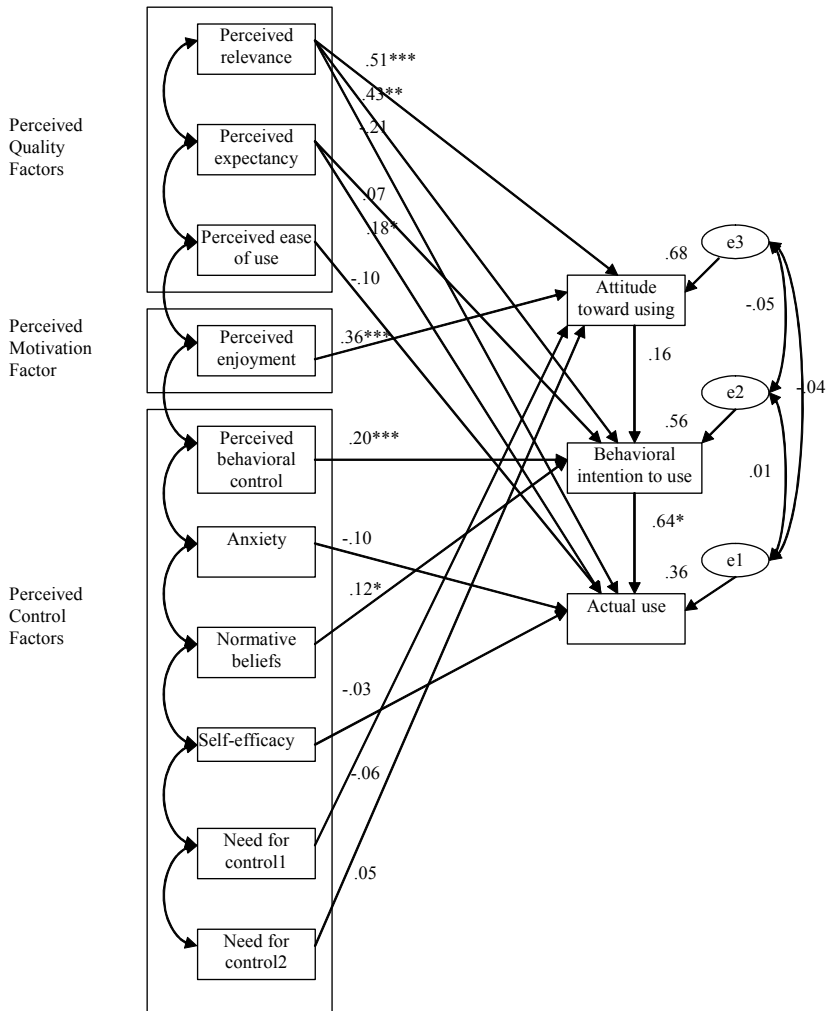 Perceived
relevance
.51***
.43**
-.21
Perceived
Quality
Factors
Perceived
expectancy
.07
.18*
Perceived ease
of use
-.10
e3
.68
Attitude
toward using
-.05
Perceived
Motivation
Factor
Perceived
enjoyment
.36***
.16
e2
-.04
.56
Perceived
behavioral
control
.20***
Behavioral
intention to use
.01
.64*
Anxiety
-.10
e1
.36
Perceived
Control
Factors
.12*
Actual use
Normative
beliefs
-.03
Self-efficacy
-.06
Need for
control1
.05
Need for
control2